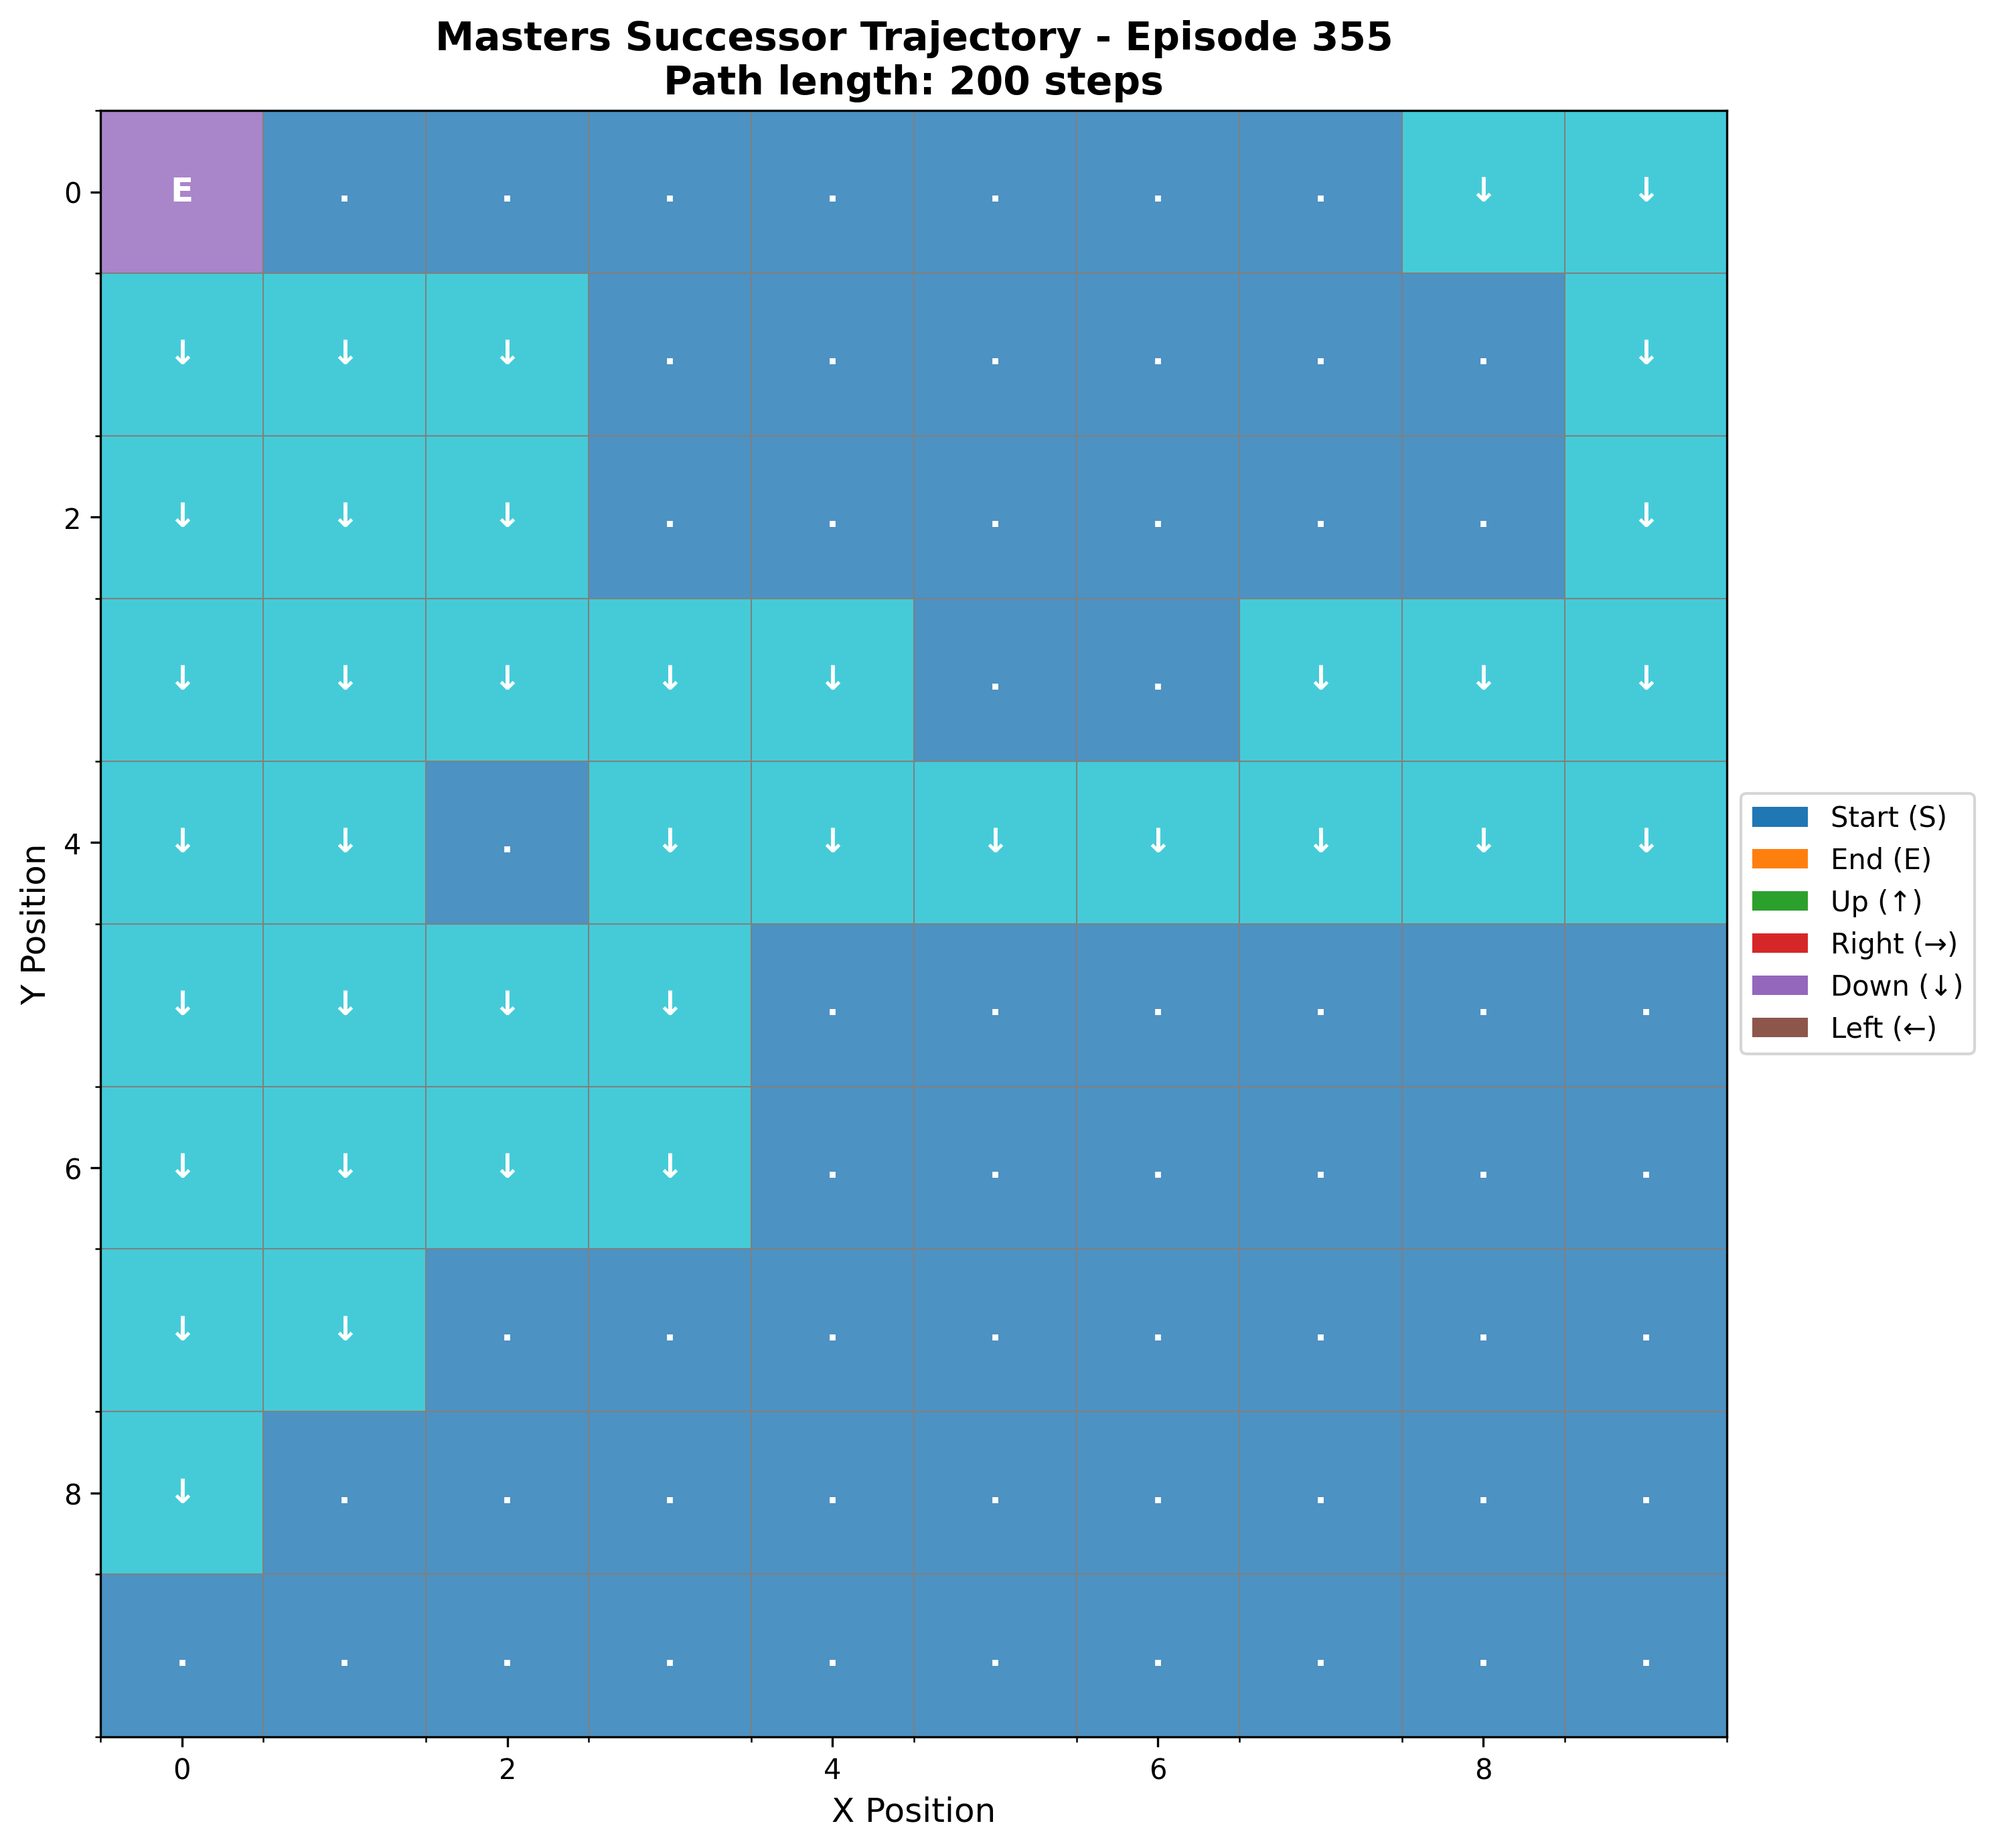 Masters Successor Trajectory - Episode 355
Path length: 200 steps
0 E . . . . . . . ↓ ↓
↓ ↓ ↓ . . . . . . ↓
2 ↓ ↓ ↓ . . . . . . ↓
↓ ↓ ↓ ↓ ↓ . . ↓ ↓ ↓
4 ↓ ↓ . ↓ ↓ ↓ ↓ ↓ ↓ ↓
↓ ↓ ↓ ↓ . . . . . .
6 ↓ ↓ ↓ ↓ . . . . . .
↓ ↓ . . . . . . . .
8 ↓ . . . . . . . . .
. . . . . . . . . .
0 2 4 6 8
X Position
Y Position
Start (S)
End (E)
Up (↑)
Right (→)
Down (↓)
Left (←)